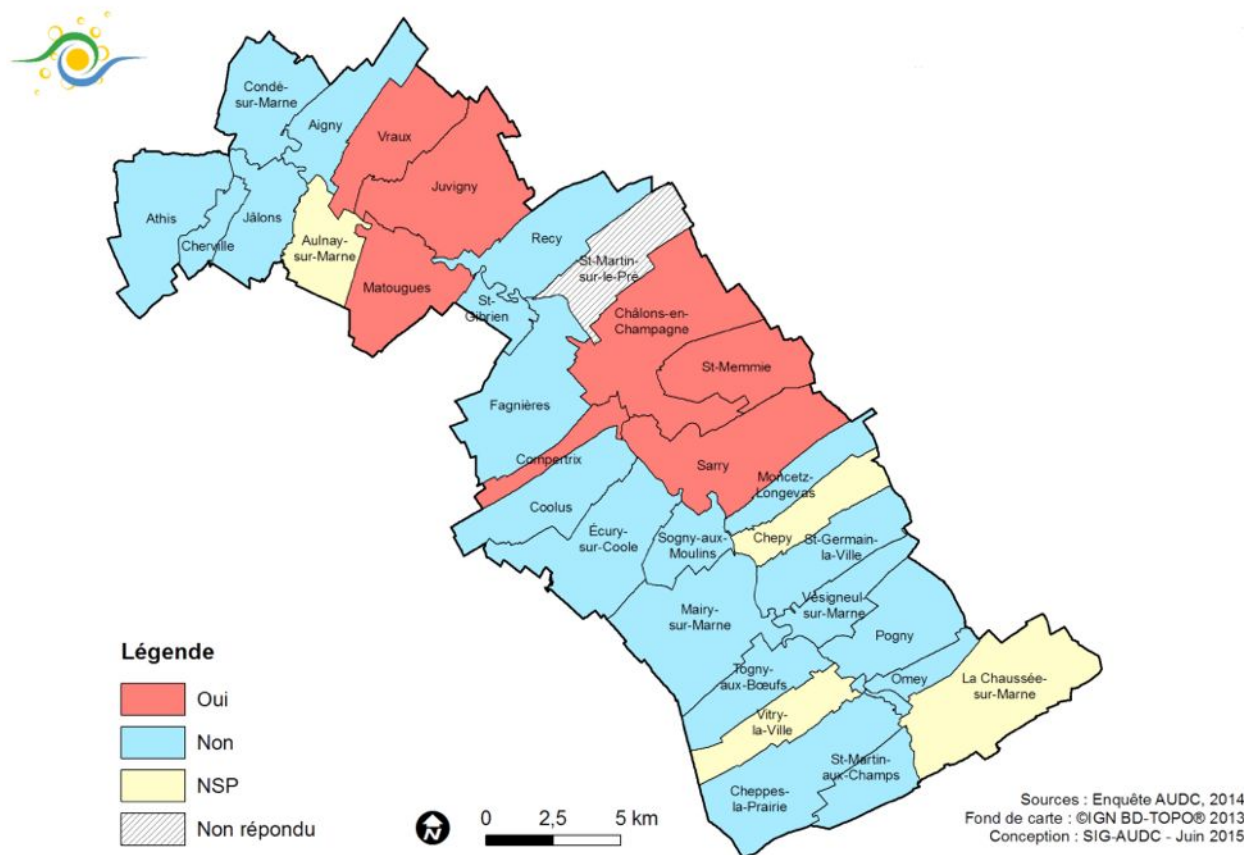 Condé-
sur-Marne
Aigny
Vraux
Juvigny
Athis
Cherville
Jâlons
Aulnay-
sur-Marne
Matougues
Recy
St-Martin-
sur-le-Pré
St-
Gibrien
Châlons-en-
Champagne
St-Memmie
Fagnières
Compertrix
Sarry
Moncetz-
Longevas
Coolus
Écury-
sur-Coole
Sogny-aux-
Moulins
Chepy
St-Germain-
la-Ville
Mairy-
sur-Marne
Vésigneul-
sur-Marne
Pogny
Togny-
aux-Bœufs
Omey
La Chaussée-
sur-Marne
Vitry-
la-Ville
St-Martin-
aux-Champs
Cheppes-
la-Prairie
Légende
Oui
Non
NSP
Non répondu
N
0 2,5 5 km
Sources : Enquête AUDC, 2014
Fond de carte : ©IGN BD-TOPO® 2013
Conception : SIG-AUDC - Juin 2015